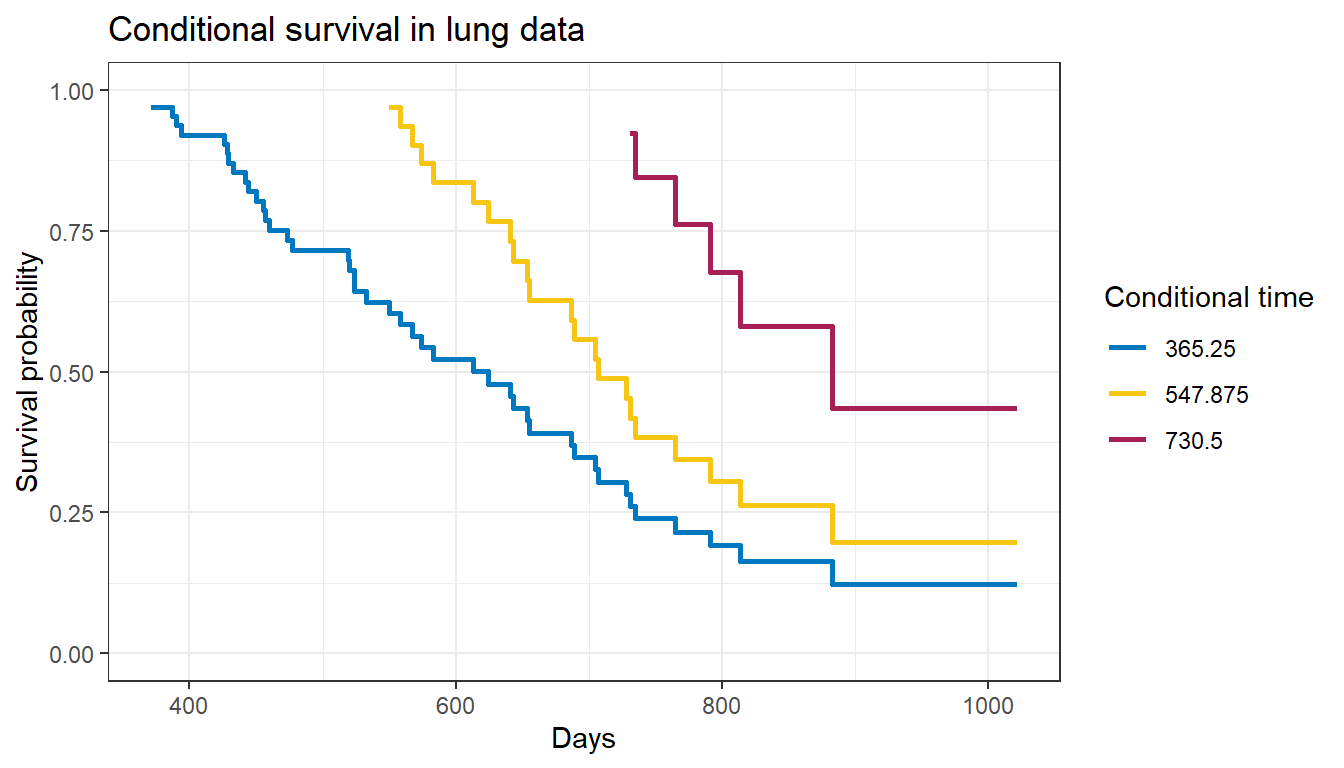 Conditional survival in lung data
Survival probability
1.00
0.75
0.50
0.25
0.00
400 600 800 1000
Days
Conditional time
365.25
547.875
730.5